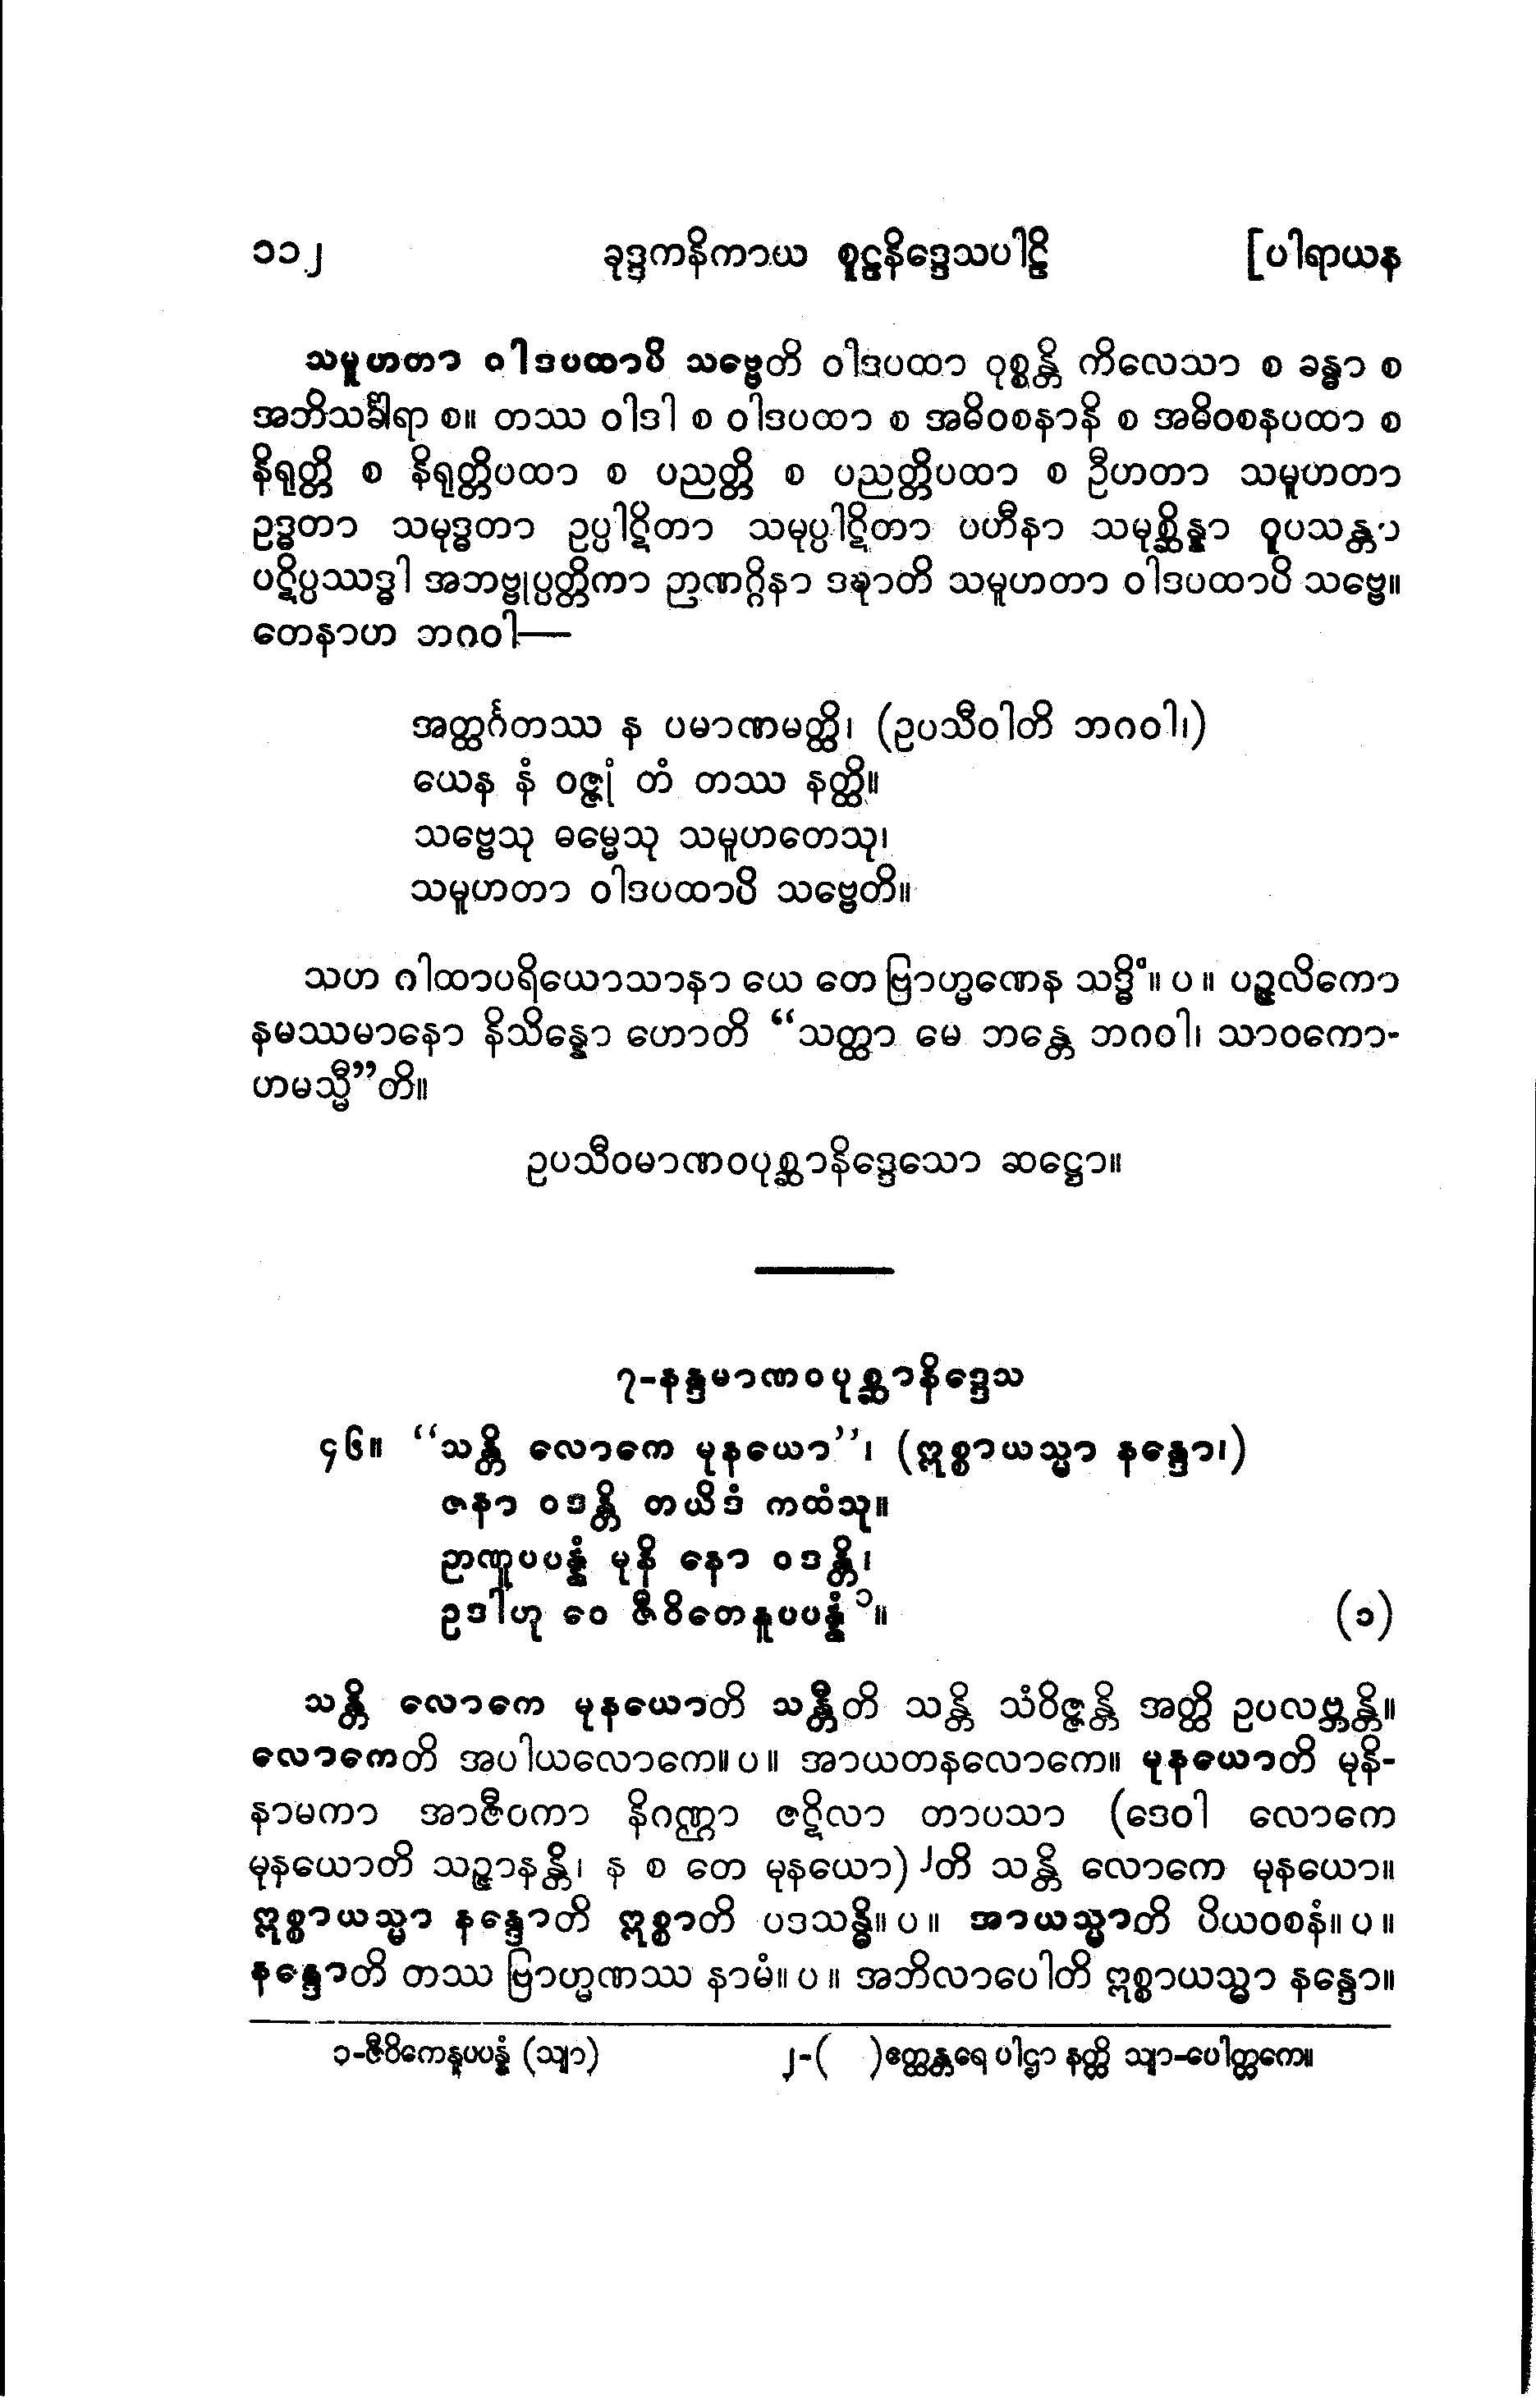 ၁၁၂ ခုဒ္ဒကနိကာယ စူဠနိဒ္ဒေသပါဠိ [ပါရာယန
သမူဟတာ ဝါဒပထာပိ သဗ္ဗေတိ ဝါဒပထာ ဝုစ္စန္တိ ကိလေသာ စ ခန္ဓာ စ
အဘိသင်္ခါရာ စ။ တဿ ဝါဒါ စ ဝါဒပထာ စ အဓိဝစနာနိ စ အဓိဝစနပထာ စ
နိရုတ္တိ စ နိရုတ္တိပထာ စ ပညတ္တိ စ ပညတ္တိပထာ စ ဦဟတာ သမူဟတာ
ဥဒ္ဓတာ သမုဒ္ဓတာ ဥပ္ပါဋိတာ သမုပ္ပါဋိတာ ပဟီနာ သမုစ္ဆိန္နာ ဝူပသန္တာ
ပဋိပ္ပဿဒ္ဓါ အဘဗ္ဗုပ္ပတ္တိကာ ဉာဏဂ္ဂိနာ ဒဍ္ဎာတိ သမူဟတာ ဝါဒပထာပိ သဗ္ဗေ။
တေနာဟ ဘဂဝါ—
အတ္ထင်္ဂတဿ န ပမာဏမတ္ထိ၊ (ဥပသီဝါတိ ဘဂဝါ၊)
ယေန နံ ဝဇ္ဇုံ တံ တဿ နတ္ထိ။
သဗ္ဗေသု ဓမ္မေသု သမူဟတေသု၊
သမူဟတာ ဝါဒပထာပိ သဗ္ဗေတိ။
သဟ ဂါထာပရိယောသာနာ ယေ တေ ဗြာဟ္မဏေန သဒ္ဓိံ။ ပ ။ ပဉ္ဇလိကော
နမဿမာနော နိသိန္နော ဟောတိ “သတ္ထာ မေ ဘန္တေ ဘဂဝါ၊ သာဝကော-
ဟမသ္မီ”တိ။
ဥပသီဝမာဏဝပုစ္ဆာနိဒ္ဒေသော ဆဋ္ဌော။
၇-နန္ဒမာဏဝပုစ္ဆာနိဒ္ဒေသ
၄၆။ “သန္တိ လောကေ မုနယော”၊ (ဣစ္စာယသ္မာ နန္ဒော၊)
ဇနာ ဝဒန္တိ တယိဒံ ကထံသု။
ဉာဏူပပန္နံ မုနိ နော ဝဒန္တိ၊
ဥဒါဟု ဝေ ဇီဝိတေနူပပန္နံ ၁။ (၁)
သန္တိ လောကေ မုနယောတိ သန္တီတိ သန္တိ သံဝိဇ္ဇန္တိ အတ္ထိ ဥပလဗ္ဘန္တိ။
လောကေတိ အပါယလောကေ။ ပ ။ အာယတနလောကေ။ မုနယောတိ မုနိ-
နာမကာ အာဇီဝကာ နိဂဏ္ဌာ ဇဋိလာ တာပသာ (ဒေဝါ လောကေ
မုနယောတိ သဉ္ဇာနန္တိ၊ န စ တေ မုနယော) ၂တိ သန္တိ လောကေ မုနယော။
ဣစ္စာယသ္မာ နန္ဒောတိ ဣစ္စာတိ ပဒသန္ဓိ။ ပ ။ အာယသ္မာတိ ပိယဝစနံ။ ပ ။
နန္ဒောတိ တဿ ဗြာဟ္မဏဿ နာမံ။ ပ ။ အဘိလာပေါတိ ဣစ္စာယသ္မာ နန္ဒော။
၁-ဇီဝိကေနူပပန္နံ (သျာ) ၂-( )ဧတ္ထန္တရေ ပါဌာ နတ္ထိ သျာ-ပေါတ္ထကေ။